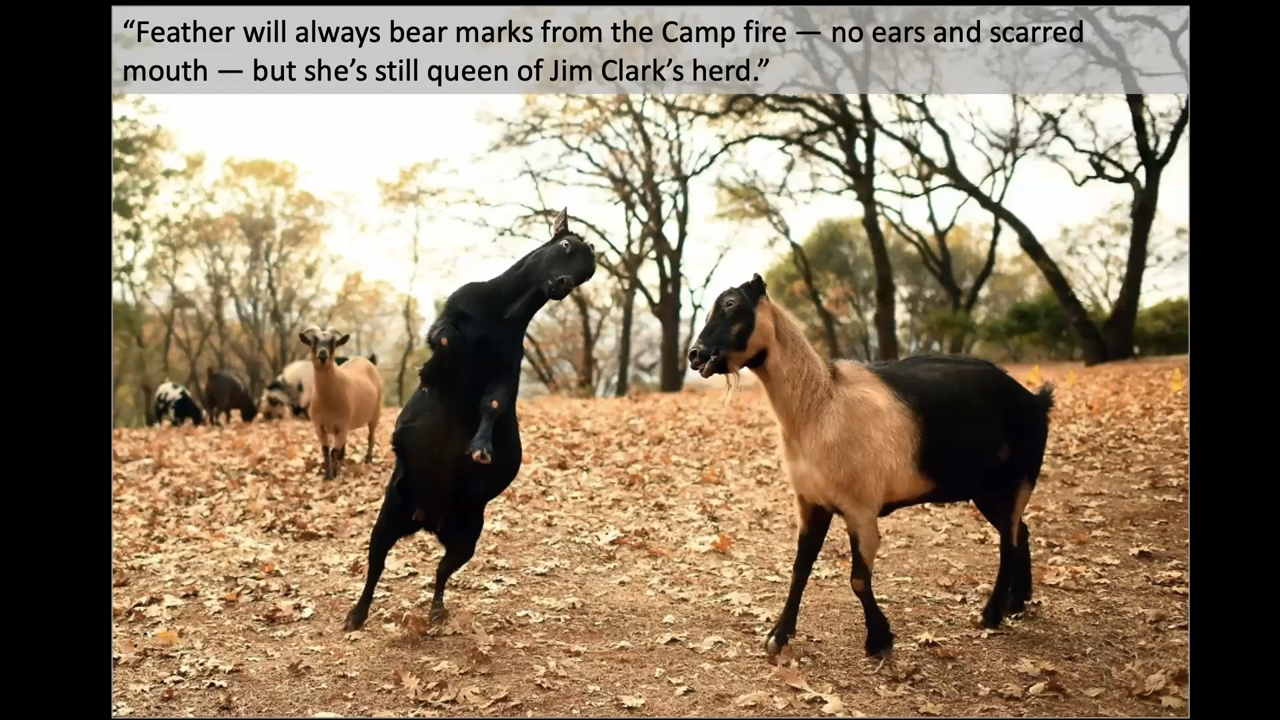 “Feather will always bear marks from the Camp fire — no ears and scarred
mouth — but she’s still queen of Jim Clark’s herd.”